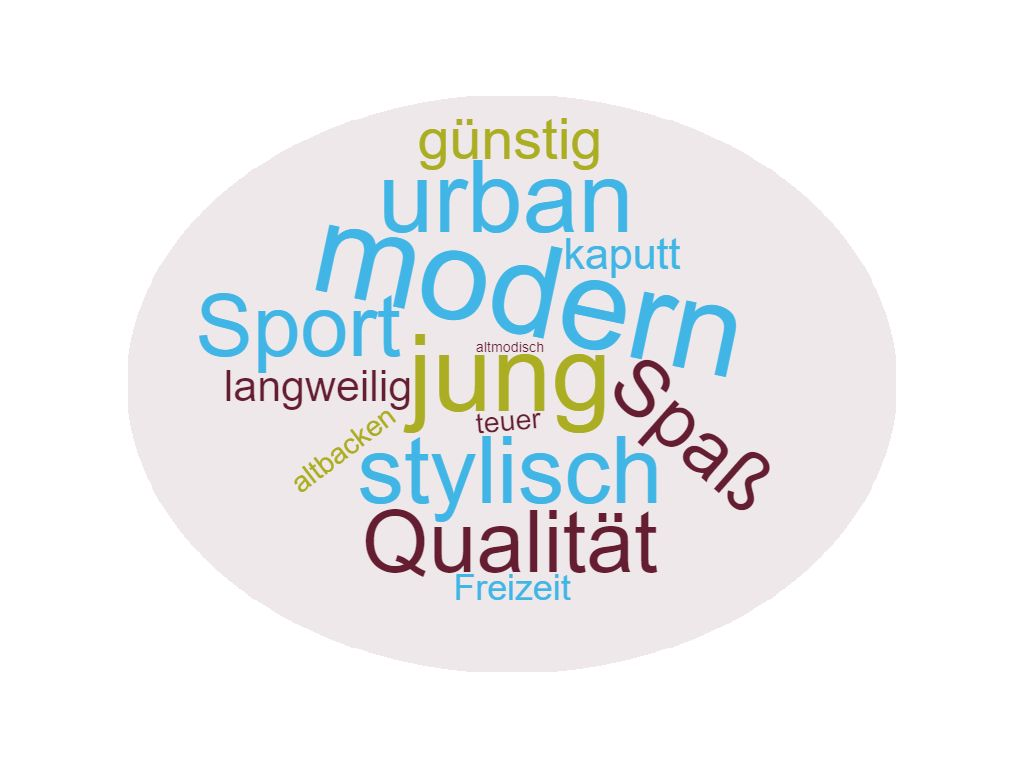 günstig
urban
modern
kaputt
Sport
altmodisch
jung
langweilig
Spaß
teuer
altbacken
stylisch
Qualität
Freizeit